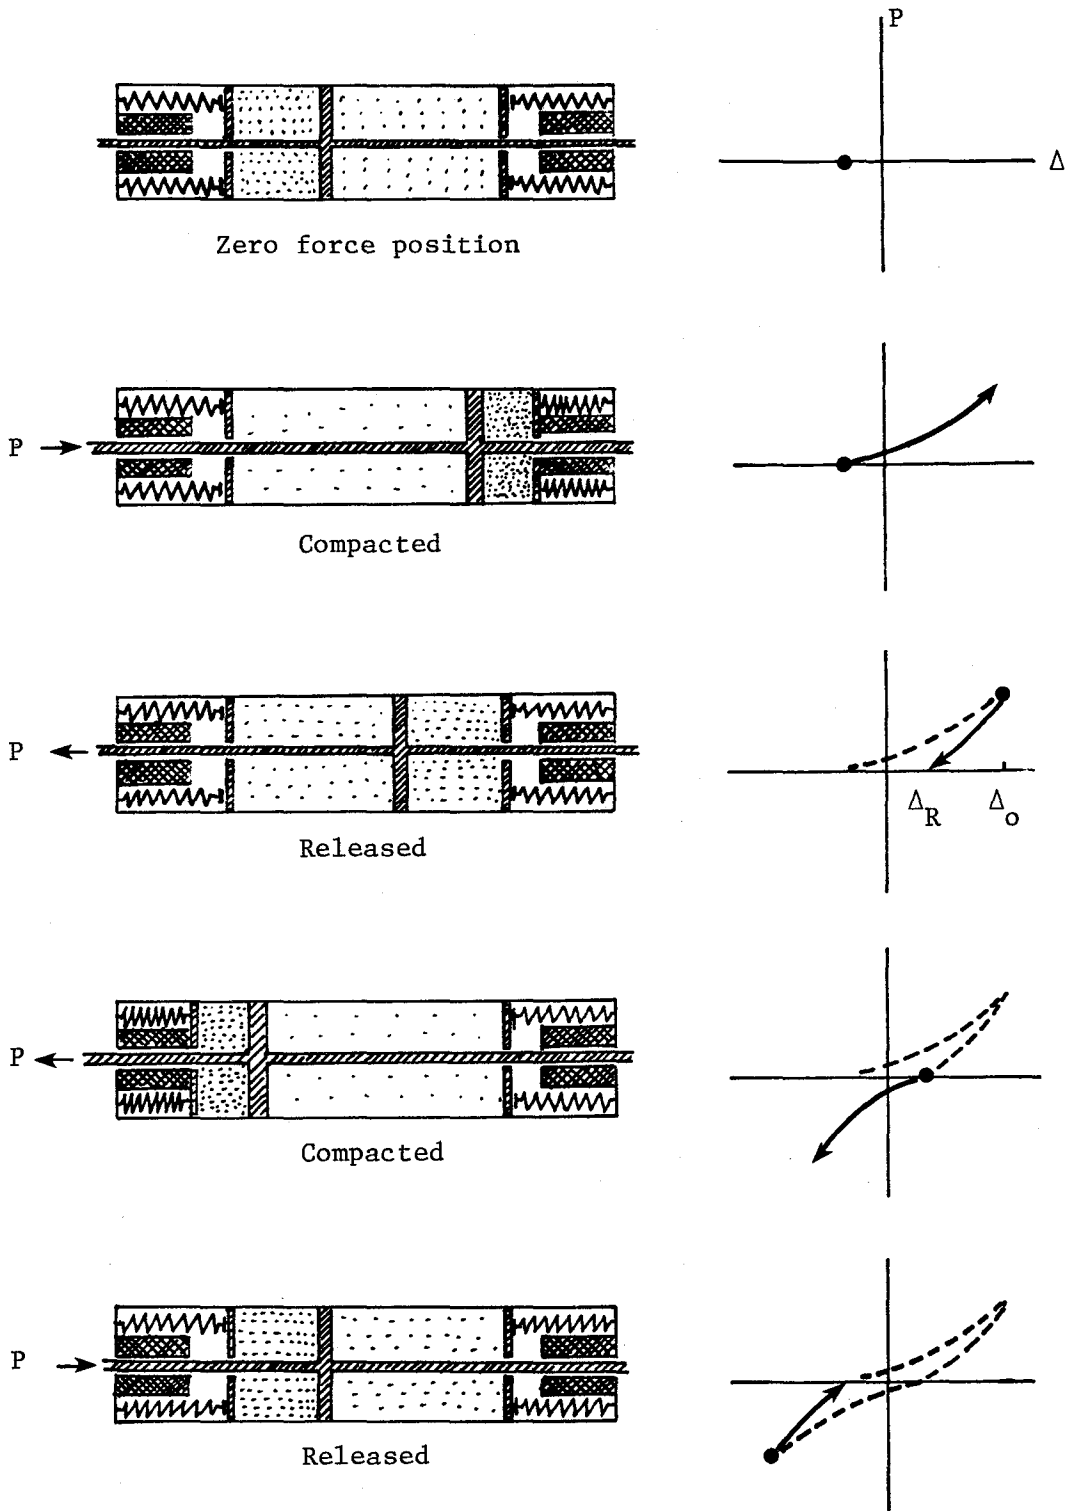 P
Δ
Zero force position
P
Compacted
P
Δ_R Δ_o
Released
P
Compacted
P
Released